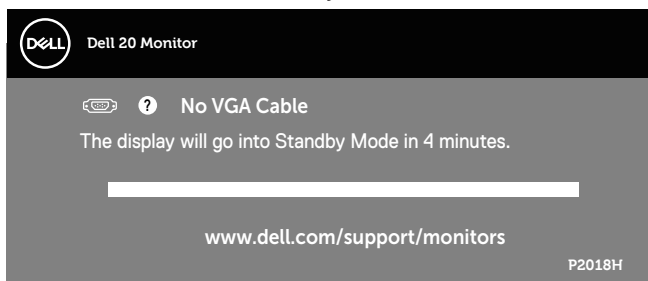 DELL
Dell 20 Monitor
? No VGA Cable
The display will go into Standby Mode in 4 minutes.
www.dell.com/support/monitors
P2018H